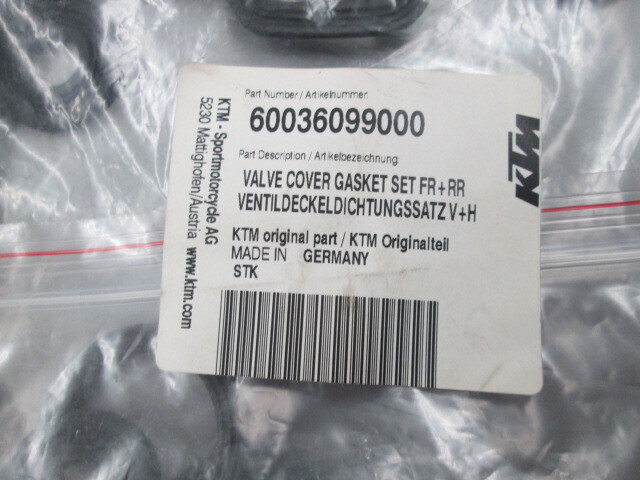 Part Number / Artikelnummer:
60036099000
Part Description / Artikelbezeichnung:
VALVE COVER GASKET SET FR+RR
VENTILDECKELDICHTUNGSSATZ V+H
KTM original part / KTM Originalteil
MADE IN GERMANY
STK
KTM - Sportmotorcycle AG
5230 Mattighofen/Austria www.ktm.com
KTM